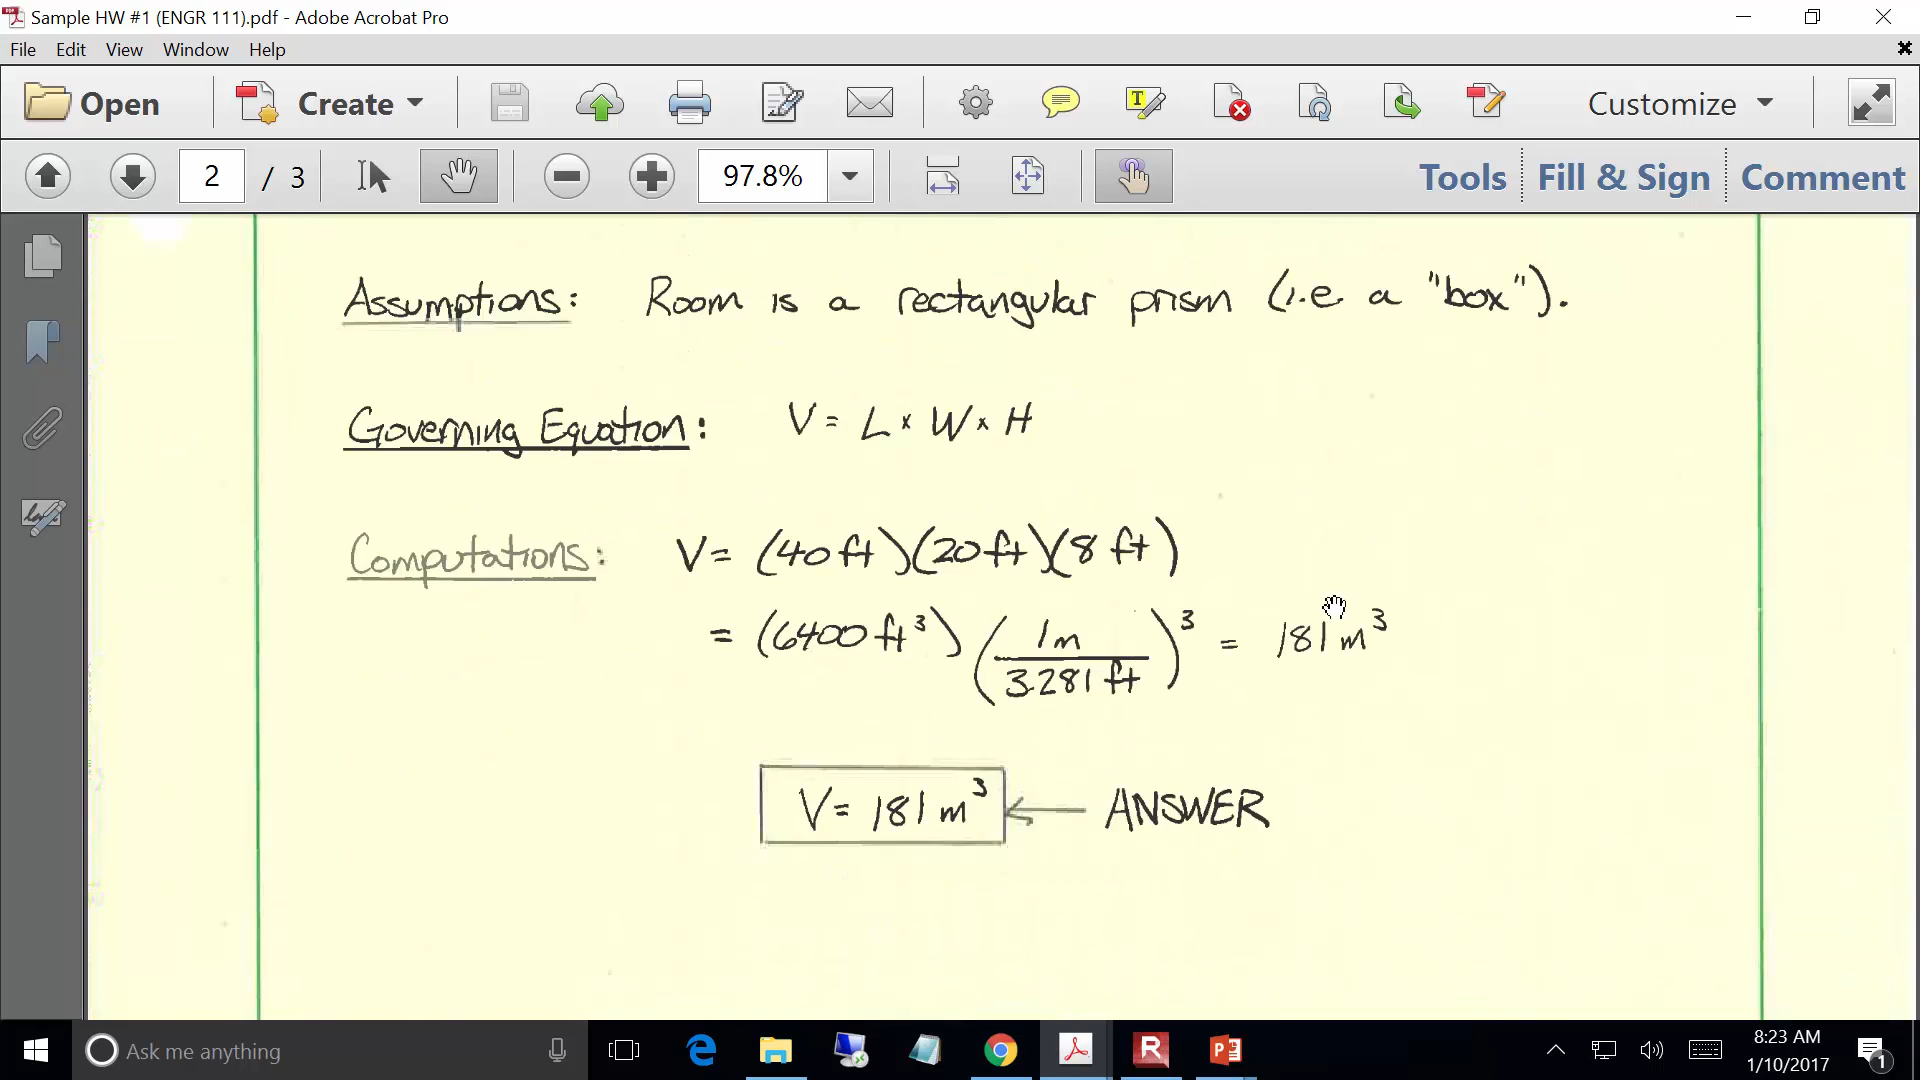 Sample HW #1 (ENGR 111).pdf - Adobe Acrobat Pro
File Edit View Window Help
Open Create Customize
2 / 3 97.8% Tools Fill & Sign Comment
Assumptions: Room is a rectangular prism (i.e. a "box").
Governing Equation: V = L × W × H
Computations: V = (40 ft)(20 ft)(8 ft)
= (6400 ft³) (1m / 3.281 ft)³ = 181 m³
V = 181 m³ ← ANSWER
Ask me anything
8:23 AM
1/10/2017
1